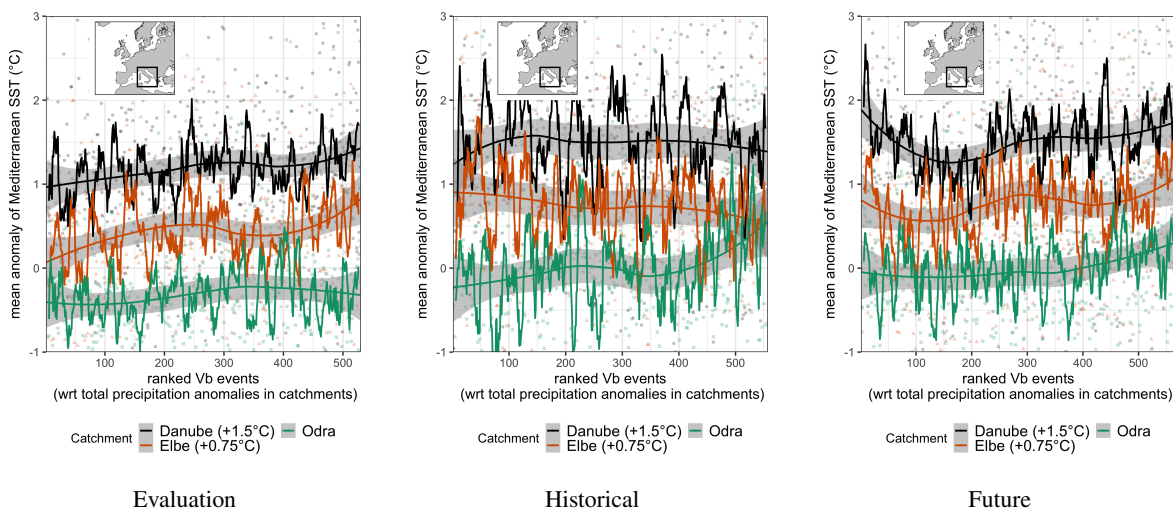 mean anomaly of Mediterranean SST (°C)
3
2
1
0
-1
100
200
300
400
500
ranked Vb events
(wrt total precipitation anomalies in catchments)
Catchment
Danube (+1.5°C)
Odra
Elbe (+0.75°C)
Evaluation
mean anomaly of Mediterranean SST (°C)
3
2
1
0
-1
100
200
300
400
500
ranked Vb events
(wrt total precipitation anomalies in catchments)
Catchment
Danube (+1.5°C)
Odra
Elbe (+0.75°C)
Historical
mean anomaly of Mediterranean SST (°C)
3
2
1
0
-1
100
200
300
400
500
ranked Vb events
(wrt total precipitation anomalies in catchments)
Catchment
Danube (+1.5°C)
Odra
Elbe (+0.75°C)
Future